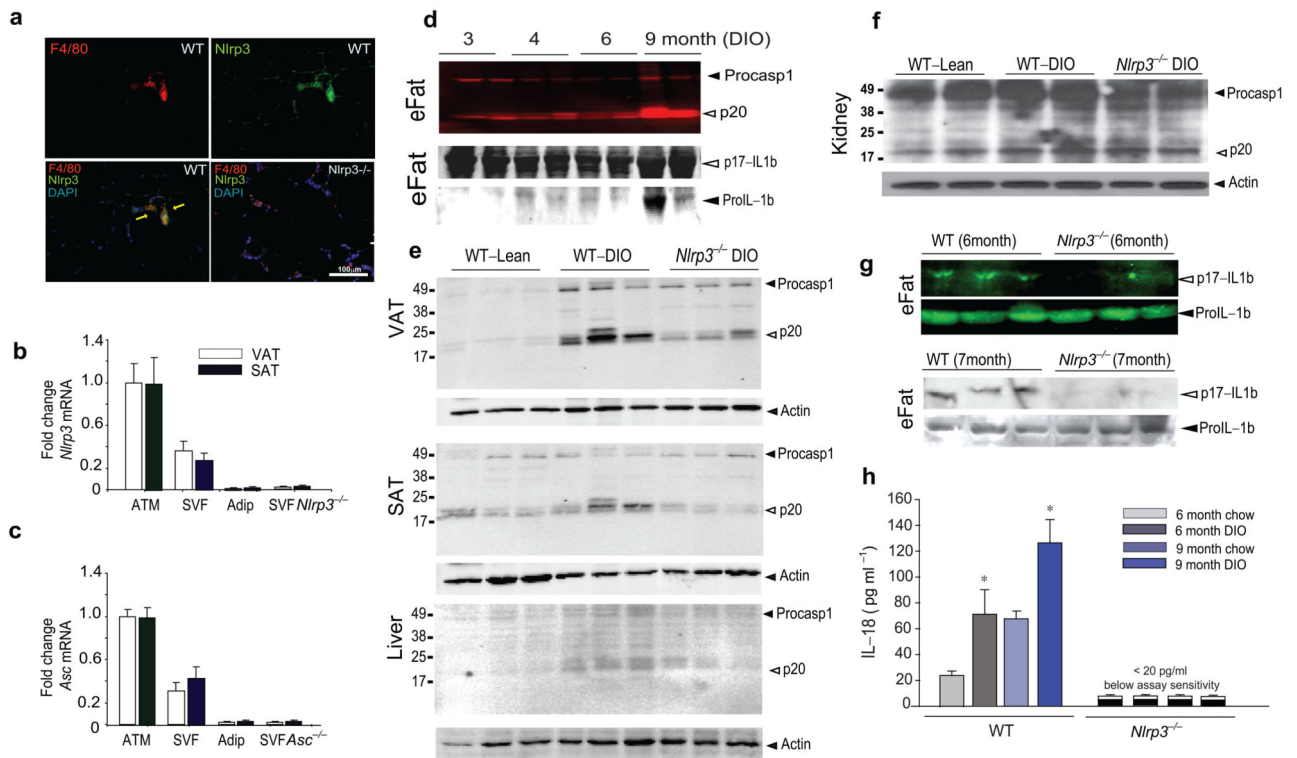 a
F4/80 WT
Nlrp3 WT
F4/80 WT
Nlrp3
DAPI
F4/80 Nlrp3-/-
Nlrp3
DAPI
100µm
b
1.4
1.0
0.6
0.2
0
Fold change
Nlrp3 mRNA
VAT
SAT
ATM SVF Adip SVF Nlrp3−/−
c
1.4
1.0
0.6
0.2
0
Fold change
Asc mRNA
ATM SVF Adip SVF Asc−/−
d
3 4 6 9 month (DIO)
eFat
Procasp1
p20
eFat
p17–IL1b
ProIL–1b
e
WT–Lean WT–DIO Nlrp3−/− DIO
VAT
49
38
25
17
Procasp1
p20
Actin
SAT
49
38
25
17
Procasp1
p20
Actin
Liver
49
38
25
17
Procasp1
p20
Actin
f
WT–Lean WT–DIO Nlrp3−/− DIO
Kidney
49
38
25
17
Procasp1
p20
Actin
g
WT (6month) Nlrp3−/− (6month)
eFat
p17–IL1b
ProIL–1b
WT (7month) Nlrp3−/− (7month)
eFat
p17–IL1b
ProIL–1b
h
160
140
120
100
80
60
40
20
0
IL–18 ( pg ml −1)
* *
6 month chow
6 month DIO
9 month chow
9 month DIO
< 20 pg/ml
below assay sensitivity
WT Nlrp3−/−